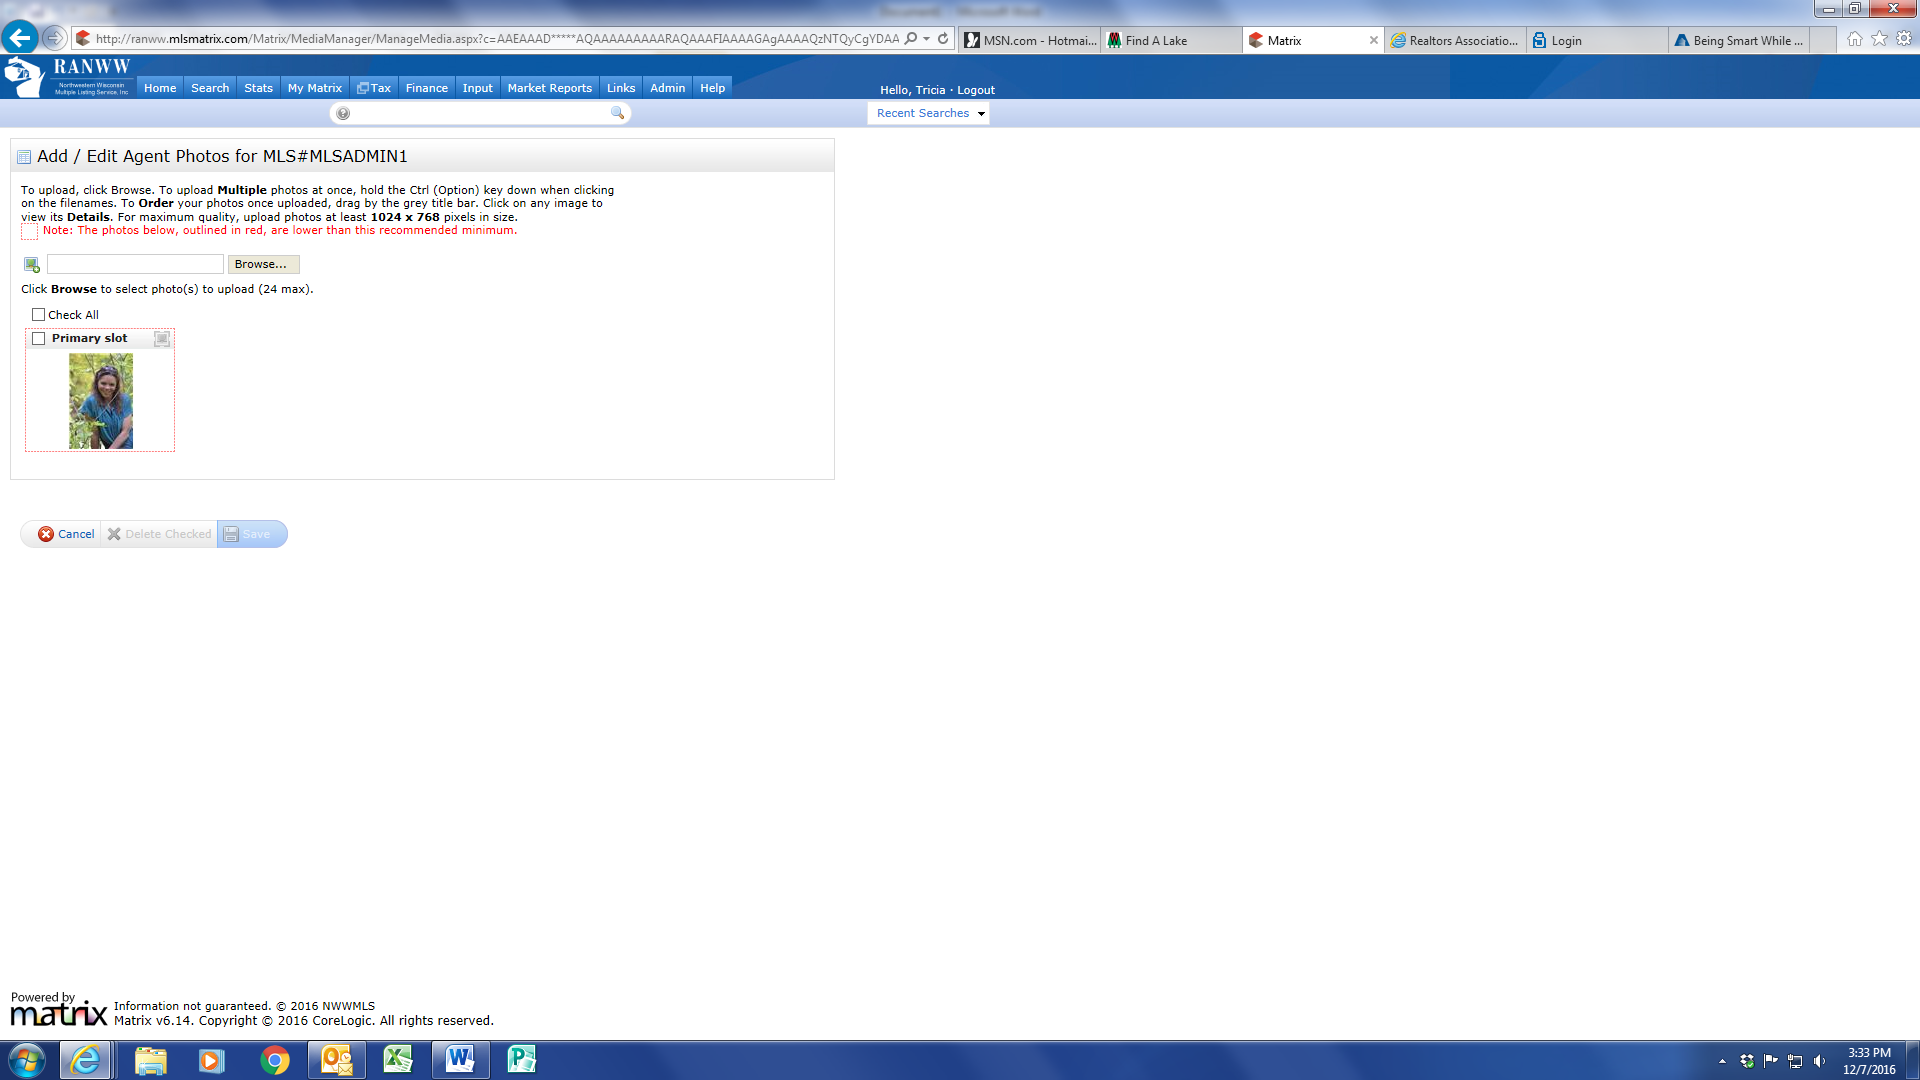 http://ranww.mlsmatrix.com/Matrix/MediaManager/ManageMedia.aspx?c=AAEAAAD*****AQAAAAAAAAARAQAAAFIAAAAGAgAAAAQzNTQyCgYDAA
MSN.com - Hotmai...
Find A Lake
Matrix
Realtors Associatio...
Login
Being Smart While ...
RANWW
Northwestern Wisconsin
Multiple Listing Service, Inc
Home Search Stats My Matrix Tax Finance Input Market Reports Links Admin Help
Hello, Tricia · Logout
Recent Searches
Add / Edit Agent Photos for MLS#MLSADMIN1
To upload, click Browse. To upload Multiple photos at once, hold the Ctrl (Option) key down when clicking
on the filenames. To Order your photos once uploaded, drag by the grey title bar. Click on any image to
view its Details. For maximum quality, upload photos at least 1024 x 768 pixels in size.
Note: The photos below, outlined in red, are lower than this recommended minimum.
Browse...
Click Browse to select photo(s) to upload (24 max).
Check All
Primary slot
Cancel Delete Checked Save
Powered by
matrix
Information not guaranteed. © 2016 NWWMLS
Matrix v6.14. Copyright © 2016 CoreLogic. All rights reserved.
3:33 PM
12/7/2016